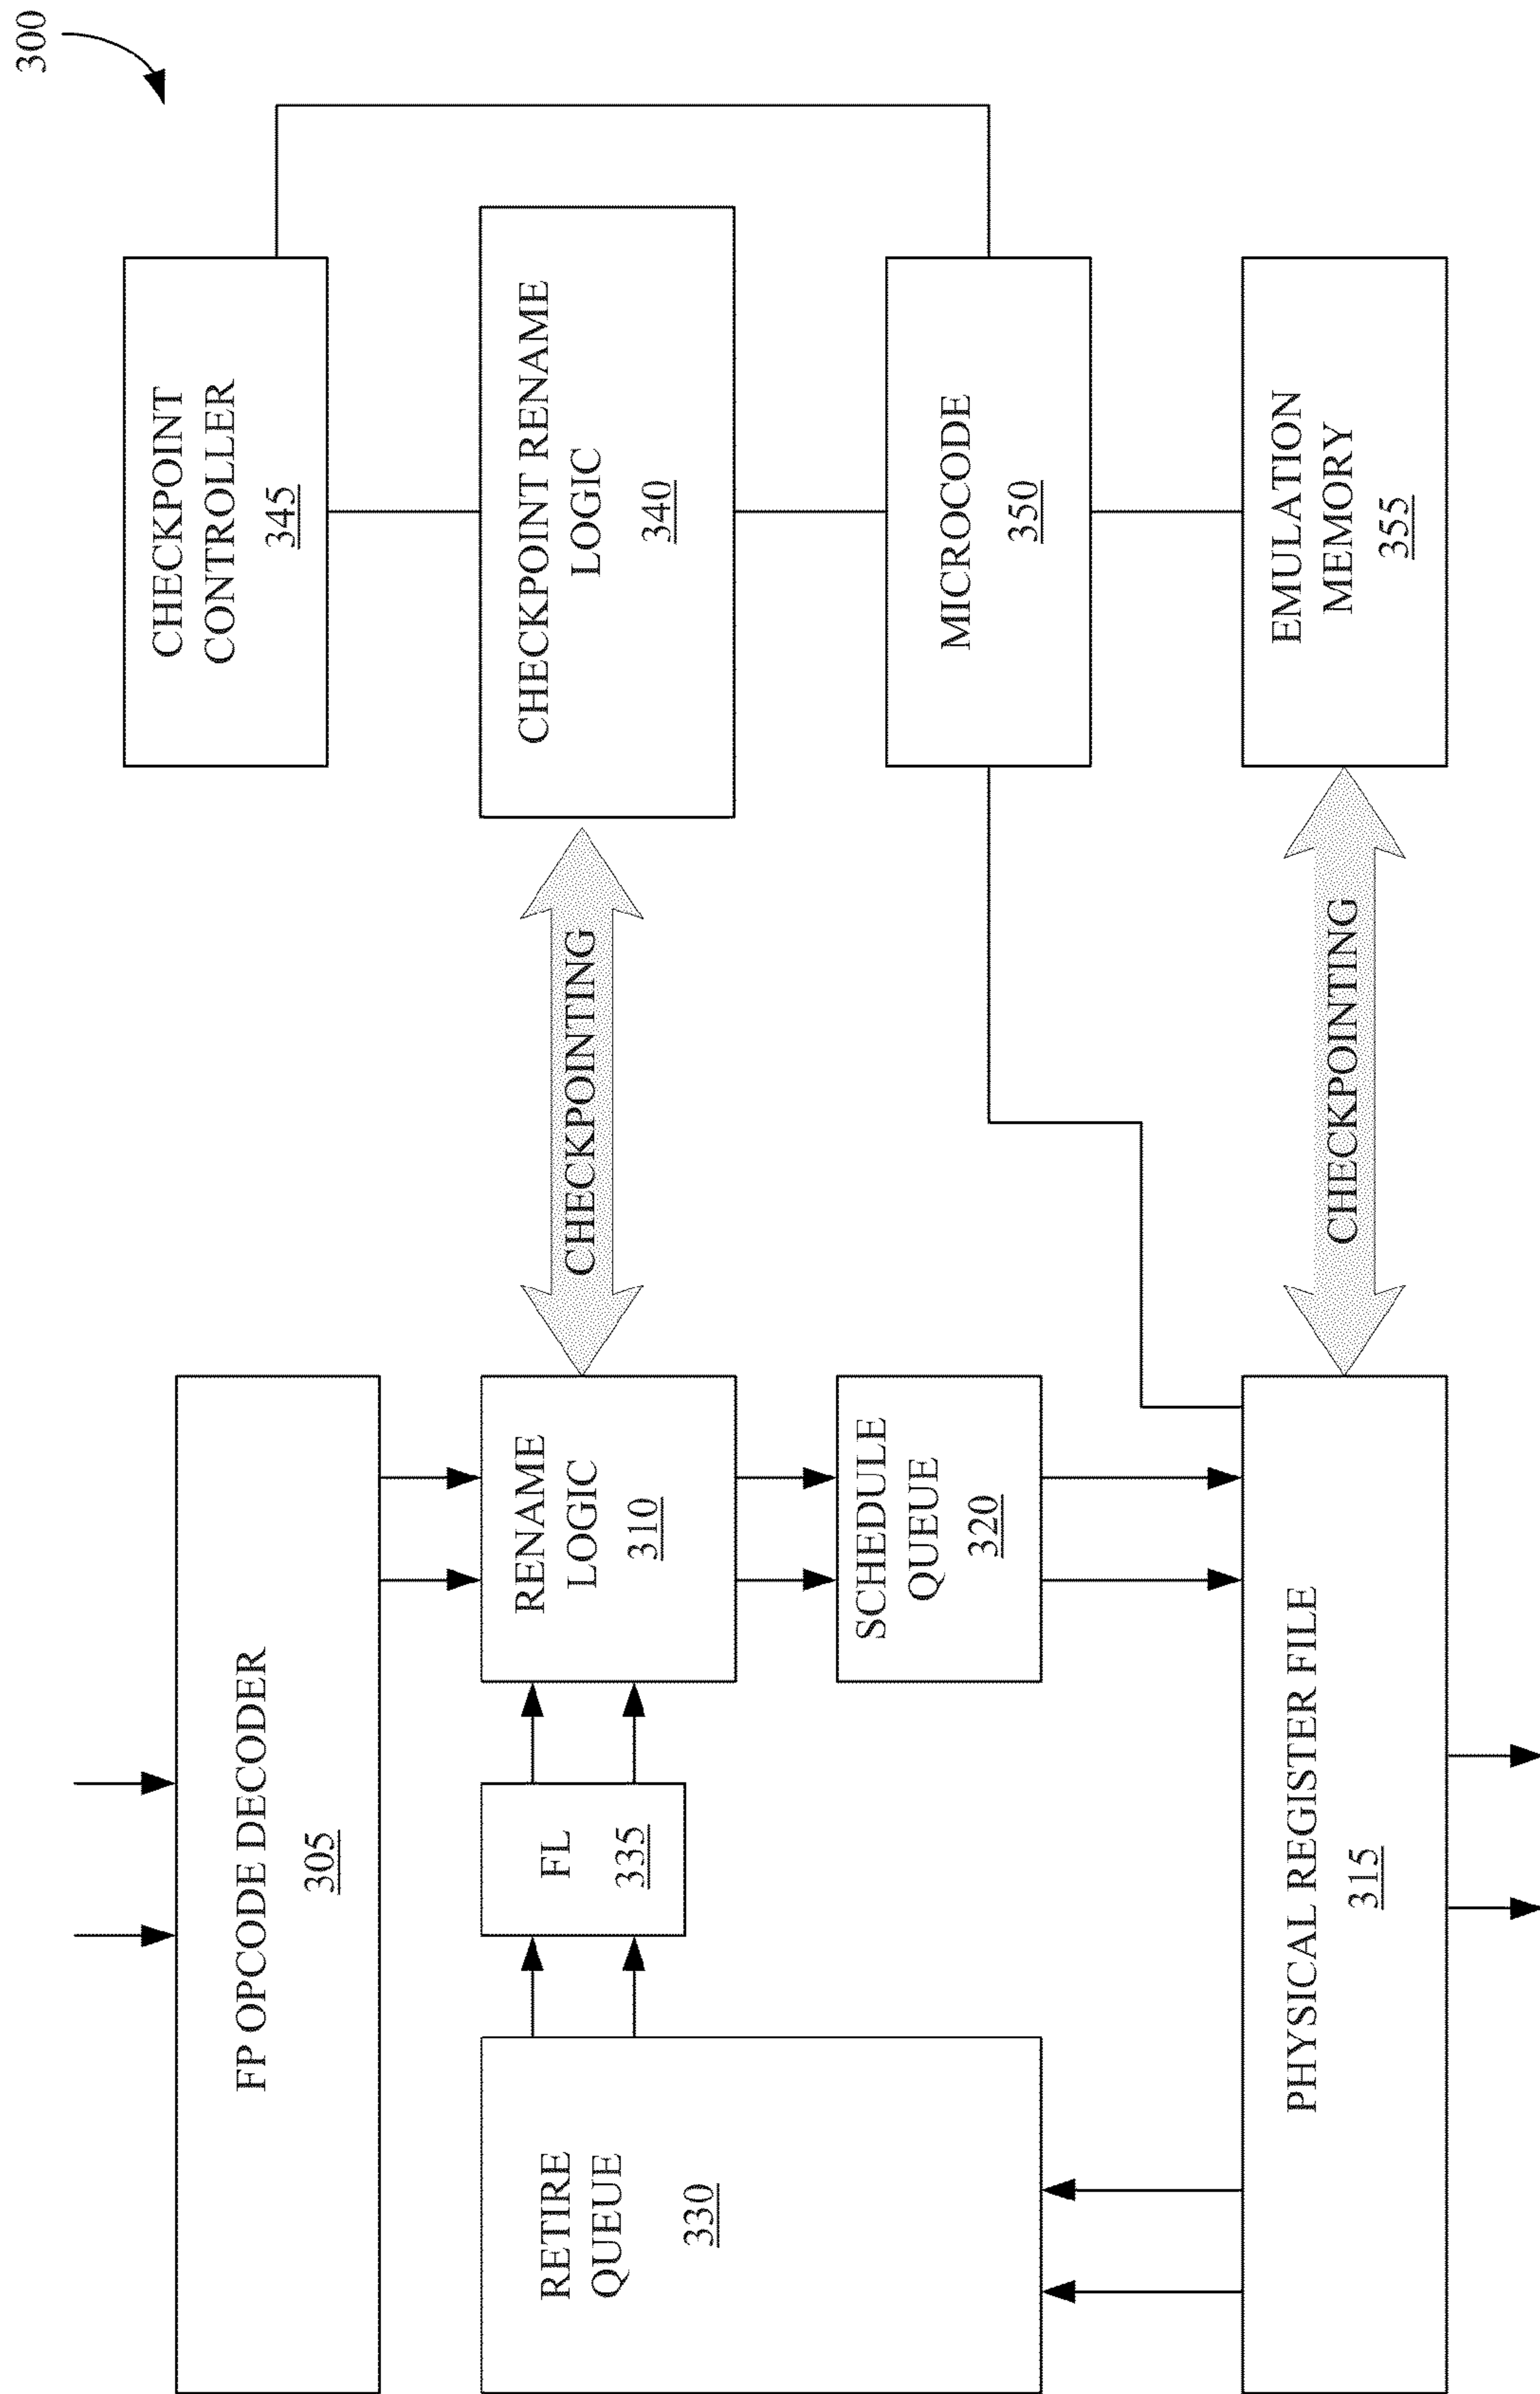 300
FP OPCODE DECODER
305
RETIRE
QUEUE
330
FL
335
RENAME
LOGIC
310
SCHEDULE
QUEUE
320
PHYSICAL REGISTER FILE
315
CHECKPOINTING
CHECKPOINTING
CHECKPOINT
CONTROLLER
345
CHECKPOINT RENAME
LOGIC
340
MICROCODE
350
EMULATION
MEMORY
355